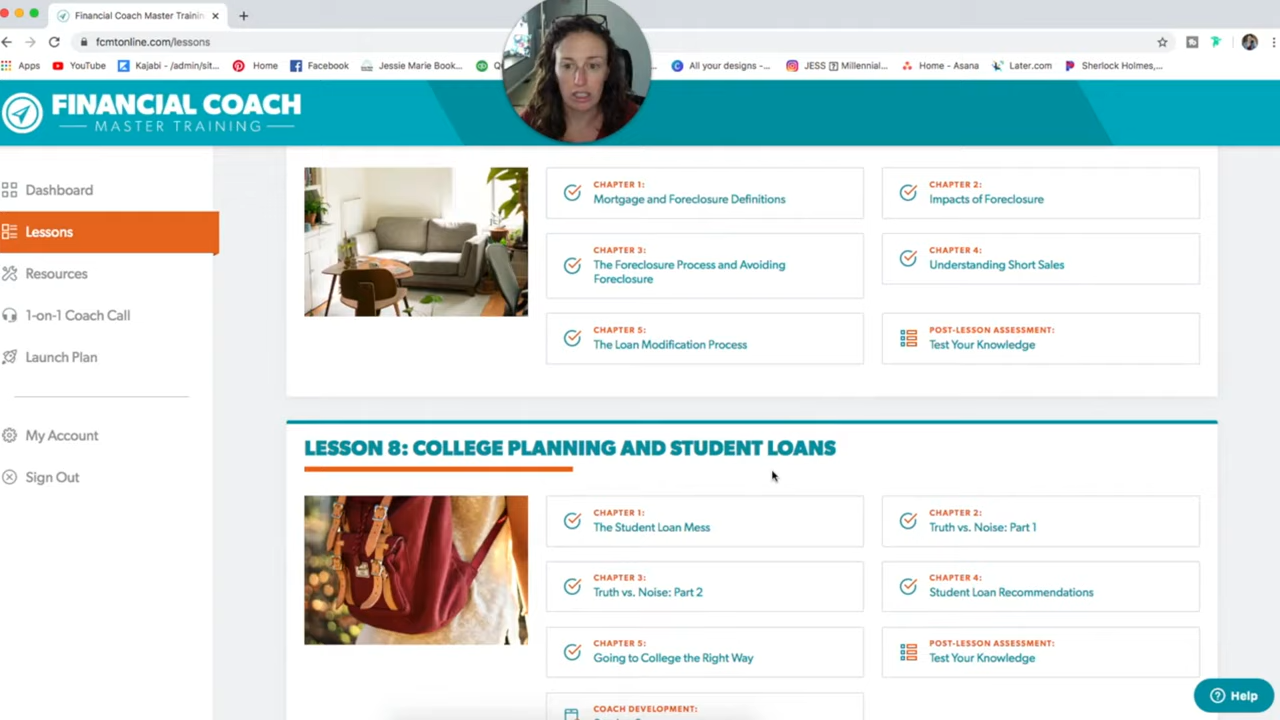 Financial Coach Master Trainin
fcmtonline.com/lessons
Apps
YouTube
Kajabi - /admin/sit...
Home
Facebook
Jessie Marie Book...
All your designs -...
JESS
Millennial...
Home - Asana
Later.com
Sherlock Holmes,...
FINANCIAL COACH
MASTER TRAINING
Dashboard
Lessons
Resources
1-on-1 Coach Call
Launch Plan
My Account
Sign Out
CHAPTER 1:
Mortgage and Foreclosure Definitions
CHAPTER 2:
Impacts of Foreclosure
CHAPTER 3:
The Foreclosure Process and Avoiding
Foreclosure
CHAPTER 4:
Understanding Short Sales
CHAPTER 5:
The Loan Modification Process
POST-LESSON ASSESSMENT:
Test Your Knowledge
LESSON 8: COLLEGE PLANNING AND STUDENT LOANS
CHAPTER 1:
The Student Loan Mess
CHAPTER 2:
Truth vs. Noise: Part 1
CHAPTER 3:
Truth vs. Noise: Part 2
CHAPTER 4:
Student Loan Recommendations
CHAPTER 5:
Going to College the Right Way
POST-LESSON ASSESSMENT:
Test Your Knowledge
COACH DEVELOPMENT:
Help